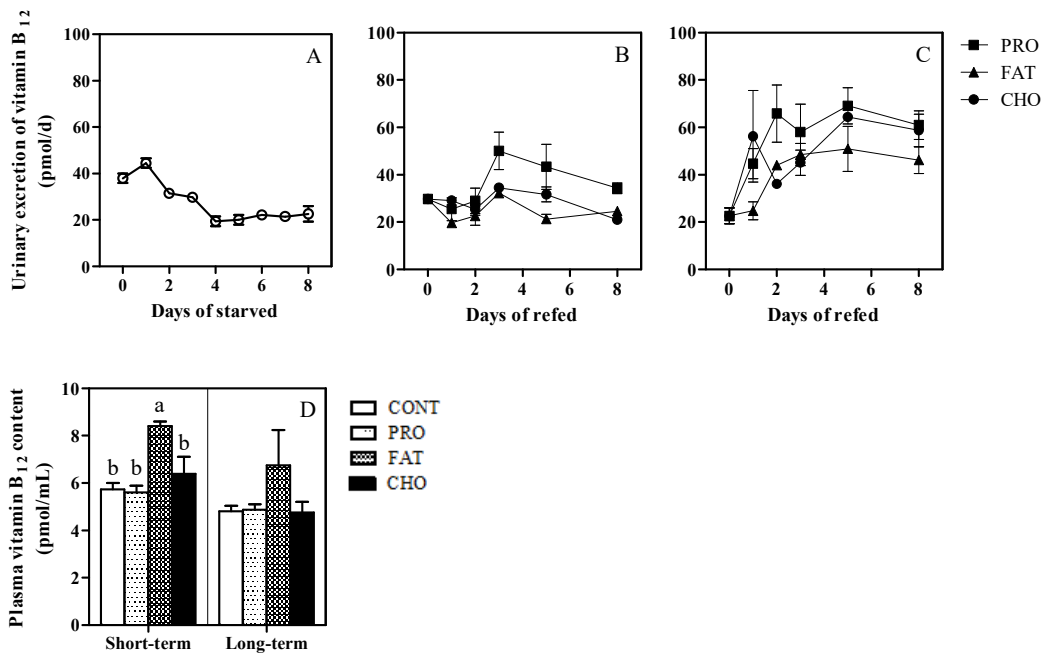 Urinary excretion of vitamin B 12
(pmol/d)
100
80
60
40
20
0
A
0 2 4 6 8
Days of starved
100
80
60
40
20
0
B
0 2 4 6 8
Days of refed
100
80
60
40
20
0
C
0 2 4 6 8
Days of refed
PRO
FAT
CHO
Plasma vitamin B 12 content
(pmol/mL)
10
8
6
4
2
0
D
b b a b
Short-term Long-term
CONT
PRO
FAT
CHO